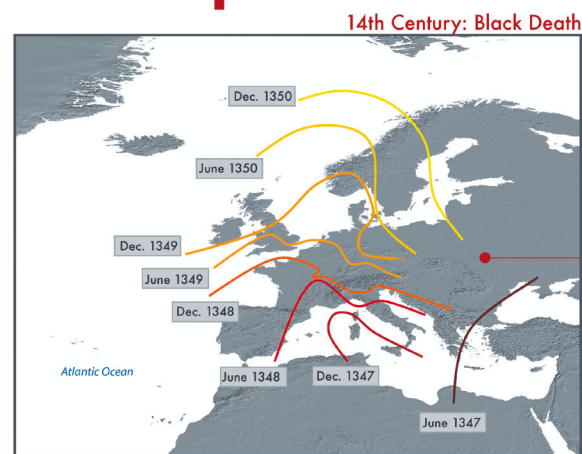 14th Century: Black Death
Dec. 1350
June 1350
Dec. 1349
June 1349
Dec. 1348
June 1348
Dec. 1347
June 1347
Atlantic Ocean